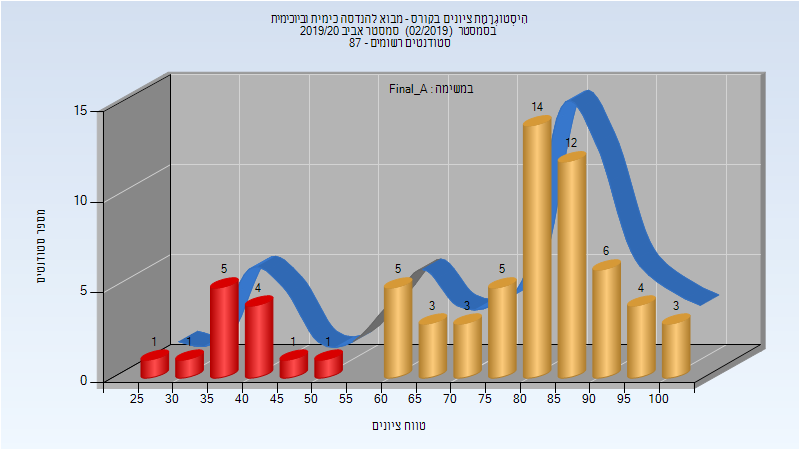 היסטוגרמת ציונים בקורס - מבוא להנדסה כימית וביוכימית
בסמסטר (02/2019) סמסטר אביב 2019/20
סטודנטים רשומים - 87
במשימה : Final_A
מספר סטודנטים
15
10
5
0
1
1
5
4
1
1
5
3
3
5
14
12
6
4
3
25 30 35 40 45 50 55 60 65 70 75 80 85 90 95 100
טווח ציונים